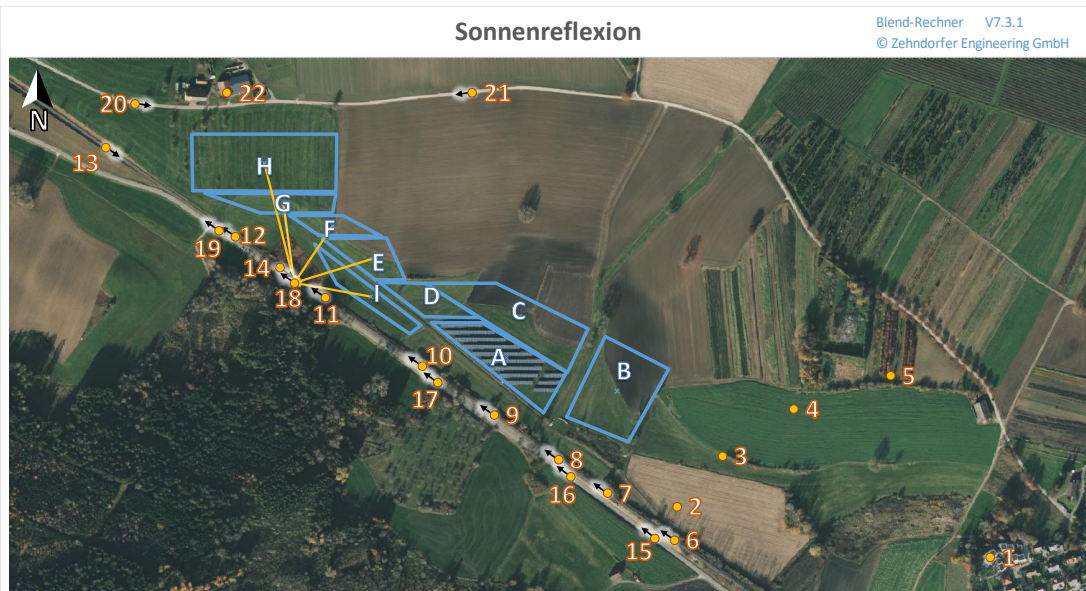 Sonnenreflexion
Blend-Rechner V7.3.1
© Zehndorfer Engineering GmbH
N
20
22
21
13
H
G
19
12
F
14
E
18
I
11
D
C
10
A
B
17
5
9
4
8
3
16
7
2
15
6
1